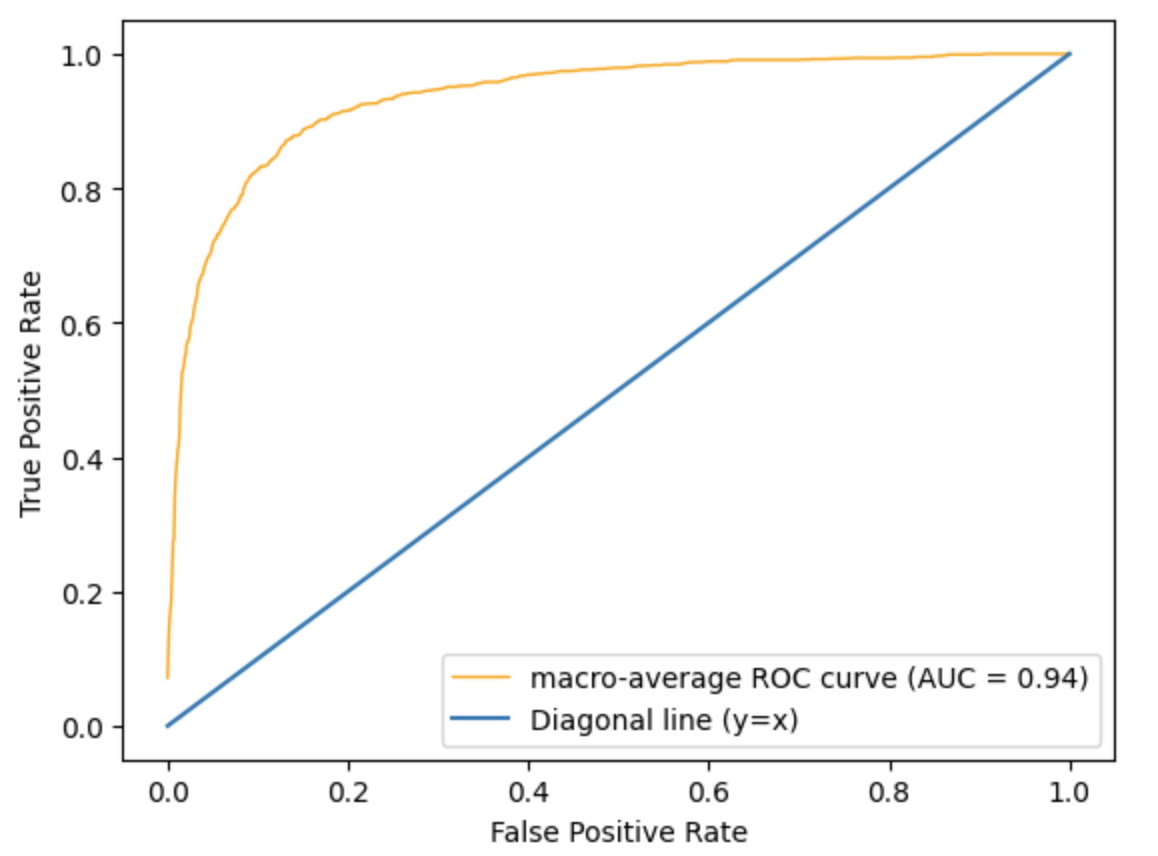 1.0
0.8
0.6
0.4
0.2
0.0
True Positive Rate
macro-average ROC curve (AUC = 0.94)
Diagonal line (y=x)
0.0 0.2 0.4 0.6 0.8 1.0
False Positive Rate